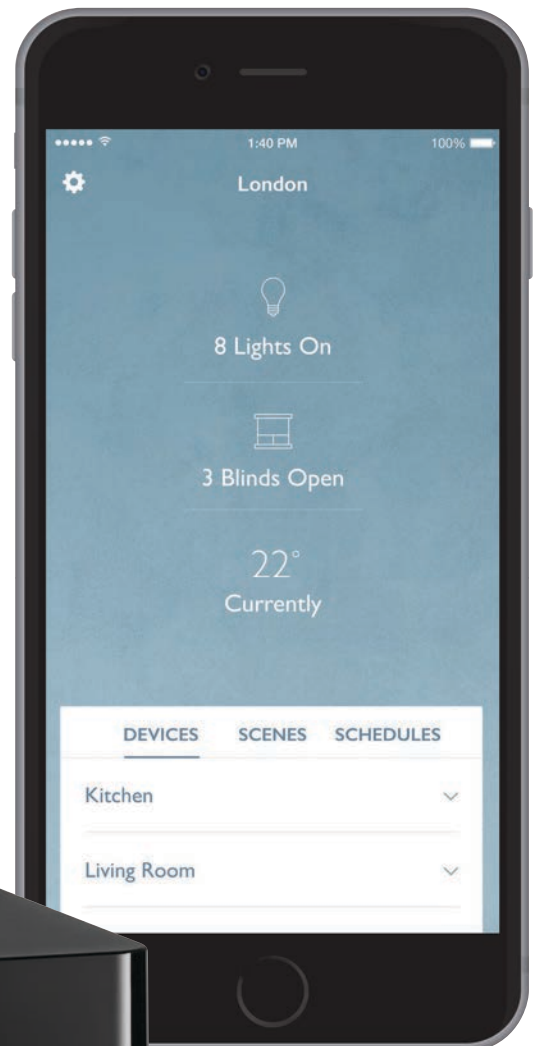 1:40 PM
100%
London
8 Lights On
3 Blinds Open
22°
Currently
DEVICES SCENES SCHEDULES
Kitchen
Living Room